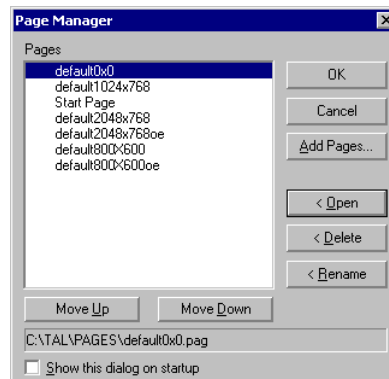 Page Manager
Pages
default0x0
default1024x768
Start Page
default2048x768
default2048x768oe
default800X600
default800X600oe
OK
Cancel
Add Pages...
< Open
< Delete
< Rename
Move Up
Move Down
C:\TAL\PAGES\default0x0.pag
Show this dialog on startup